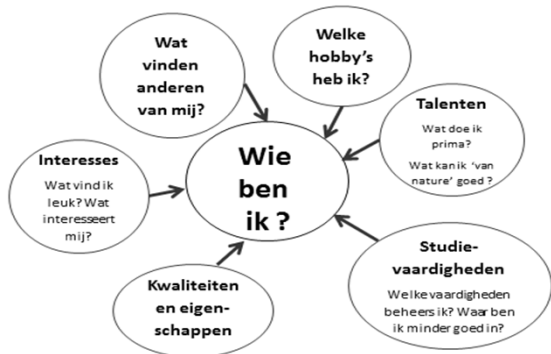 Wat
vinden
anderen
van mij?
Welke
hobby's
heb ik?
Talenten
Wat doe ik
prima?
Wat kan ik 'van
nature' goed ?
Interesses
Wat vind ik
leuk? Wat
interesseert
mij?
Wie
ben
ik ?
Studie-
vaardigheden
Welke vaardigheden
beheers ik? Waar ben
ik minder goed in?
Kwaliteiten
en eigen-
schappen